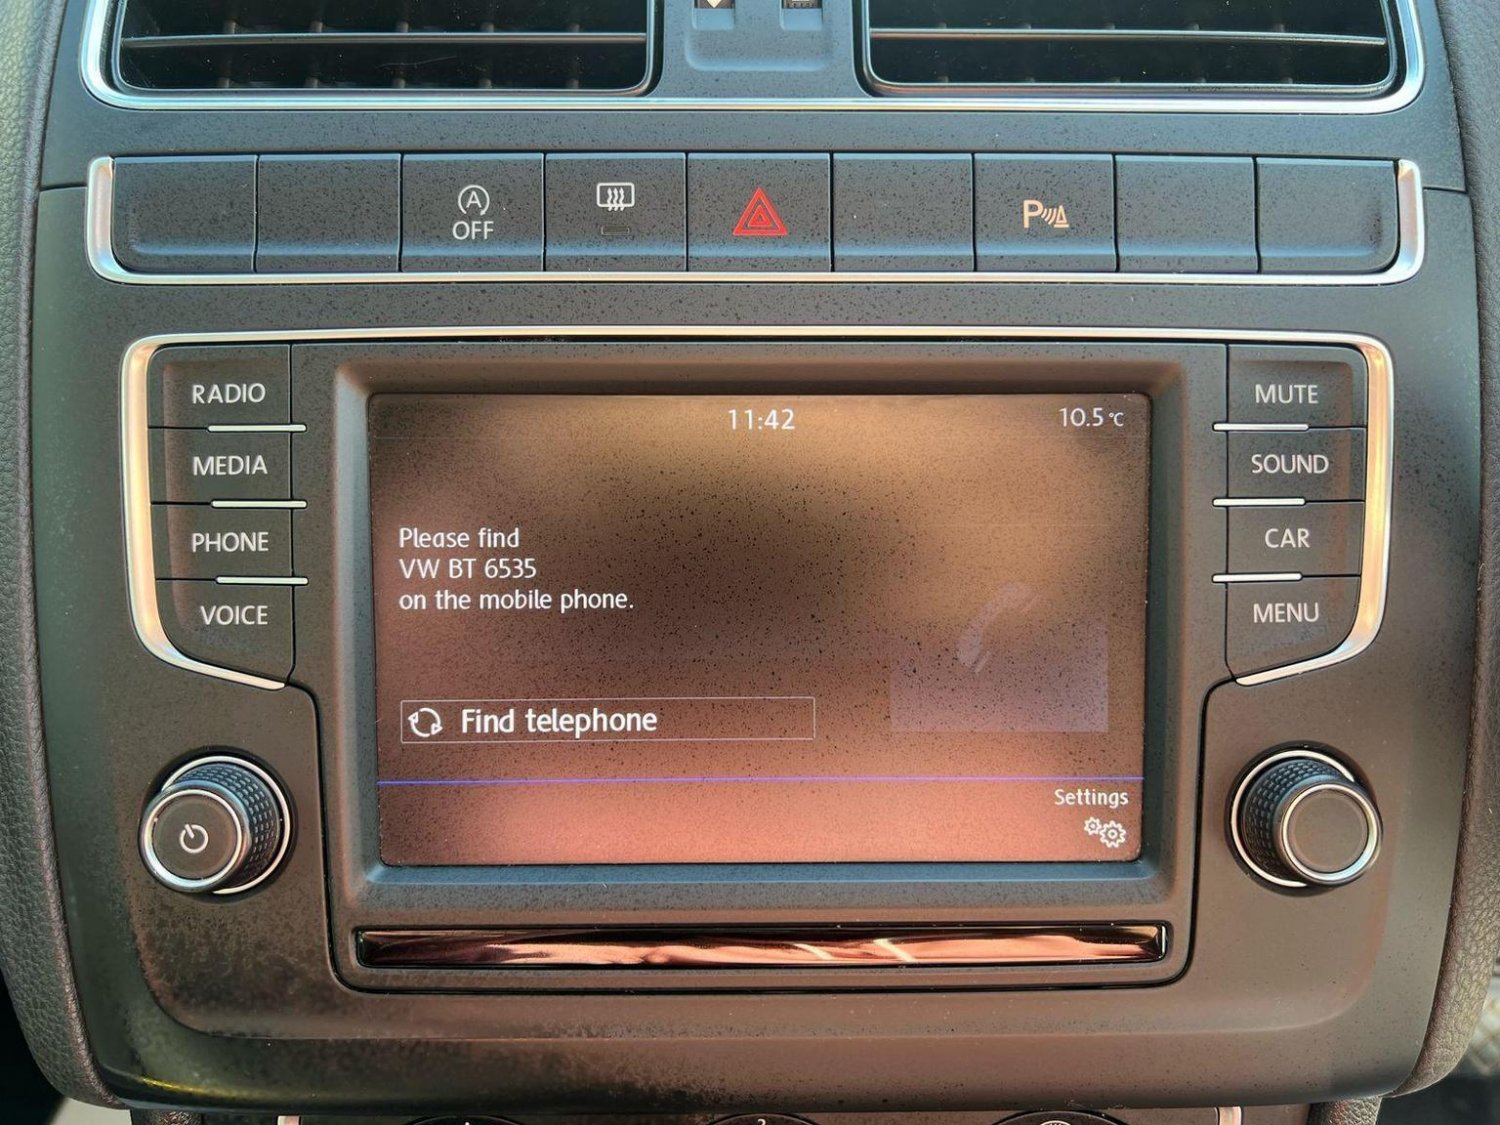 A
OFF
P
RADIO
MEDIA
PHONE
VOICE
11:42
10.5 °C
Please find
VW BT 6535
on the mobile phone.
Find telephone
Settings
MUTE
SOUND
CAR
MENU